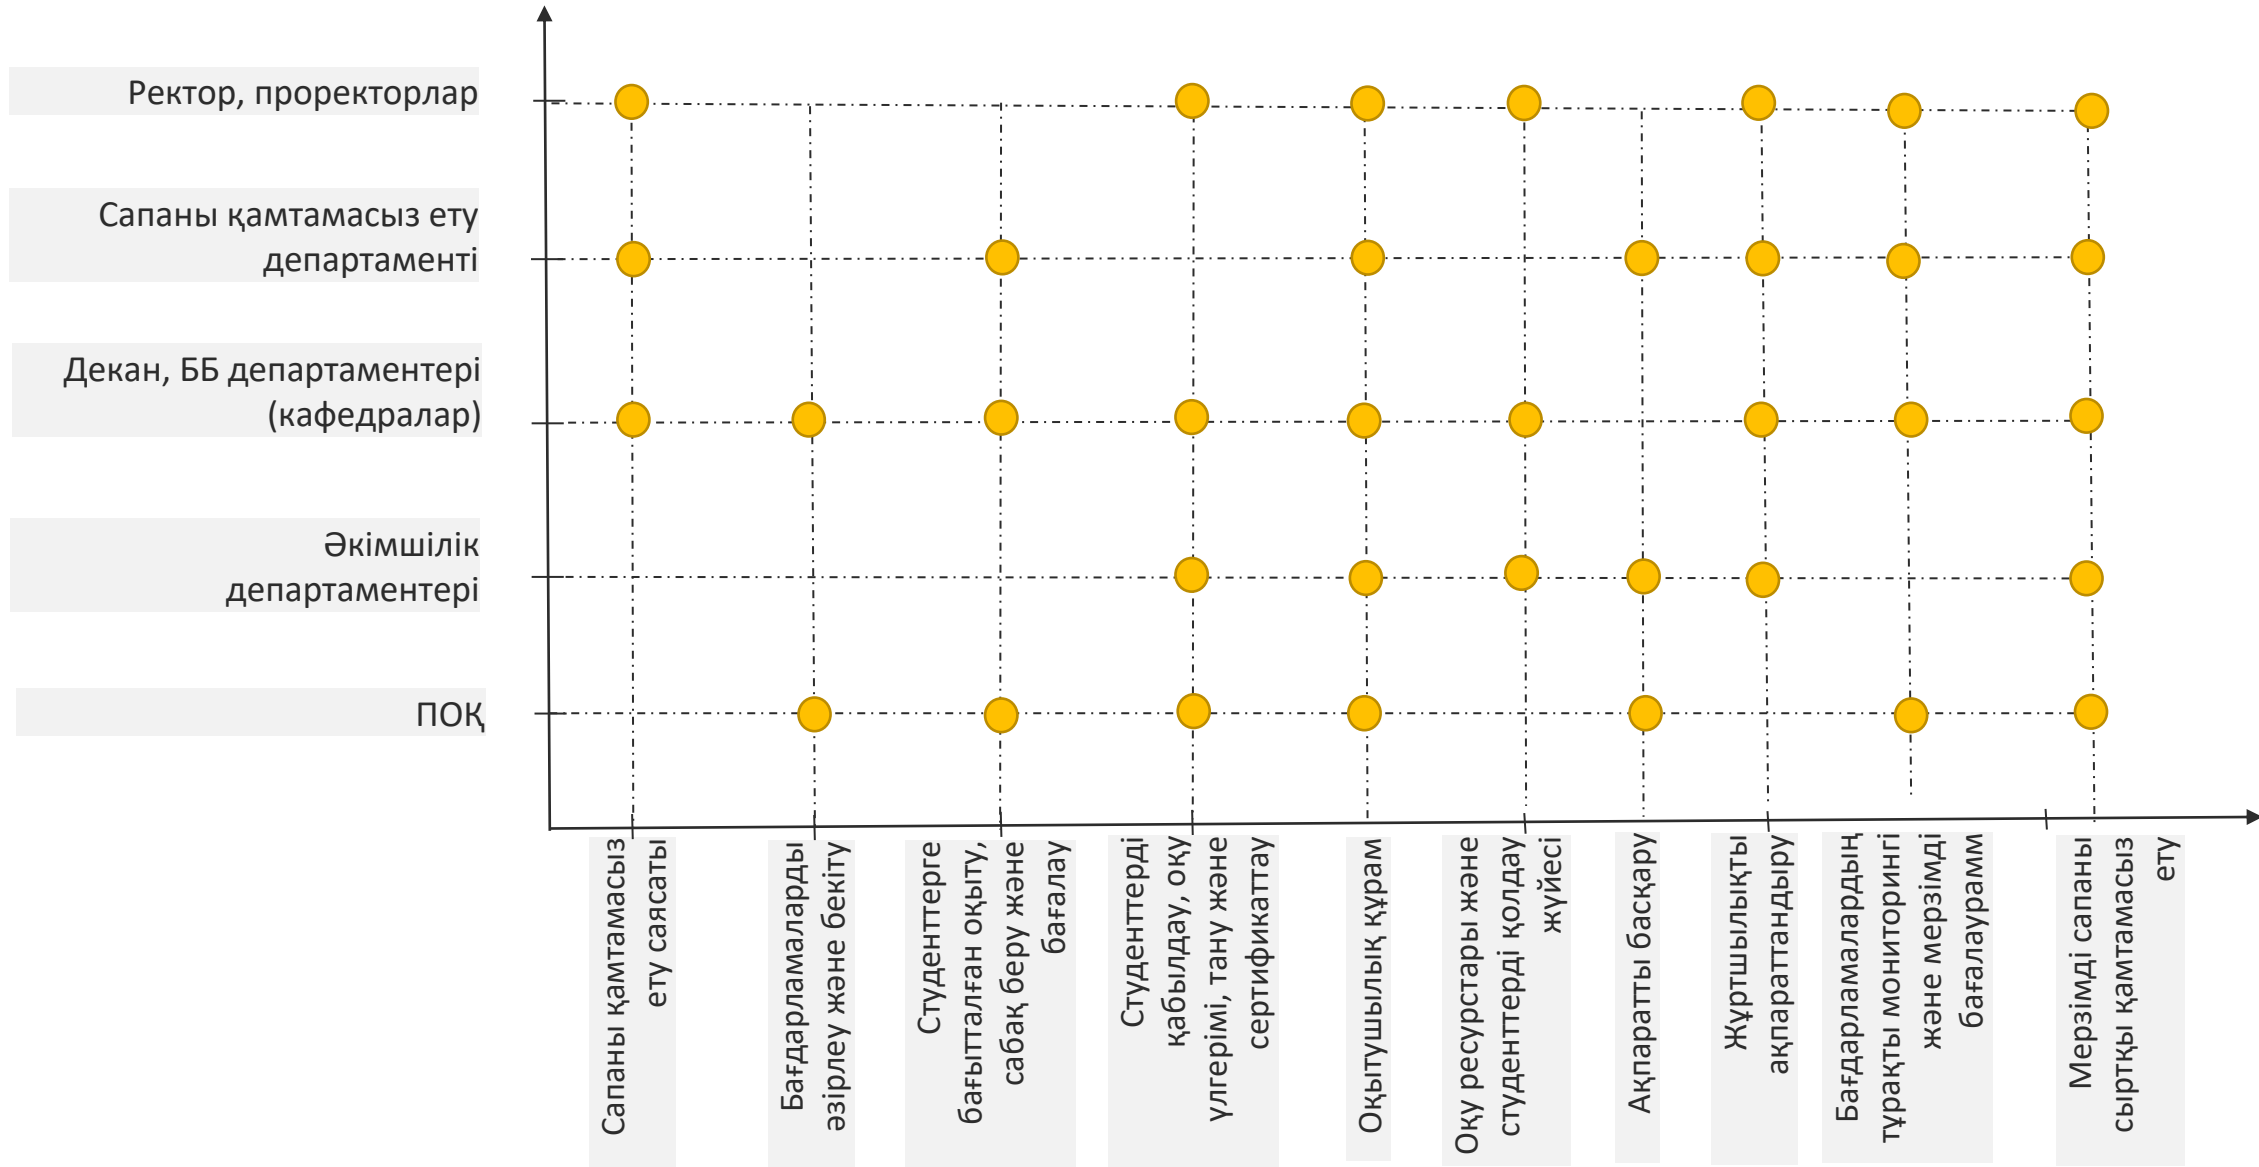 Ректор, проректорлар
Сапаны қамтамасыз ету
департаменті
Декан, ББ департаментері
(кафедралар)
Әкімшілік
департаментері
ПОҚ
Сапаны қамтамасыз
ету саясаты
Бағдарламаларды
әзірлеу және бекіту
Студенттерге
бағытталған оқыту,
сабақ беру және
бағалау
Студенттерді
қабылдау, оқу
үлгерімі, тану және
сертификаттау
Оқытушылық құрам
Оқу ресурстары және
студенттерді қолдау
жүйесі
Ақпаратты басқару
Жұртшылықты
ақпараттандыру
Бағдарламалардың
тұрақты мониторингі
және мерзімді
бағалаурамм
Мерзімді сапаны
сыртқы қамтамасыз
ету